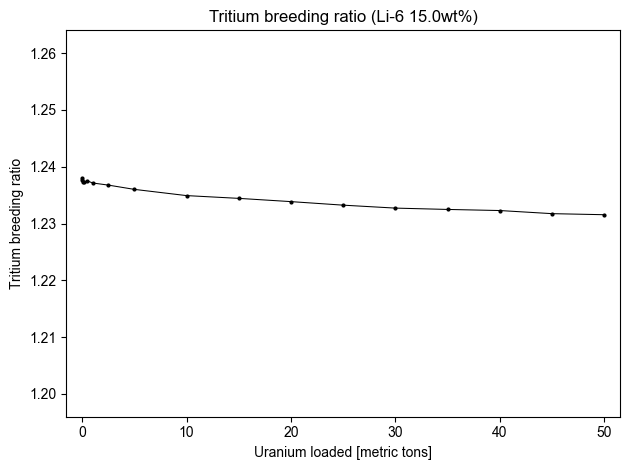 Tritium breeding ratio (Li-6 15.0wt%)
1.26
1.25
1.24
1.23
1.22
1.21
1.20
Tritium breeding ratio
0 10 20 30 40 50
Uranium loaded [metric tons]